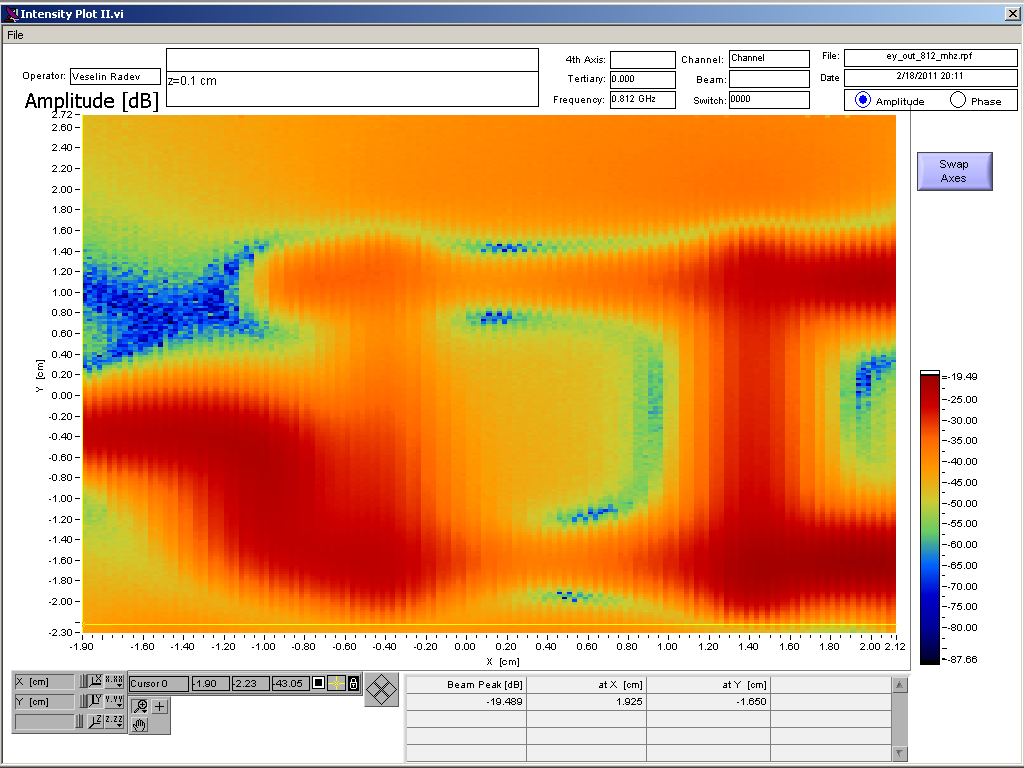 Intensity Plot II.vi
File
Operator: Veselin Radev
z=0.1 cm
4th Axis:
Channel: Channel
File: ey_out_812_mhz.rpf
Tertiary: 0.000
Beam:
Date 2/18/2011 20:11
Frequency: 0.812 GHz
Switch: 0000
Amplitude Phase
Amplitude [dB]
Swap
Axes
2.72
2.60
2.40
2.20
2.00
1.80
1.60
1.40
1.20
1.00
0.80
0.60
0.40
0.20
0.00
-0.20
-0.40
-0.60
-0.80
-1.00
-1.20
-1.40
-1.60
-1.80
-2.00
-2.30
Y [cm]
-1.90 -1.60 -1.40 -1.20 -1.00 -0.80 -0.60 -0.40 -0.20 0.00 0.20 0.40 0.60 0.80 1.00 1.20 1.40 1.60 1.80 2.00 2.12
X [cm]
-19.49
-25.00
-30.00
-35.00
-40.00
-45.00
-50.00
-55.00
-60.00
-65.00
-70.00
-75.00
-80.00
-87.66
X [cm] X X.XX
Y [cm] Y Y.YY
Z Z.ZZ
Cursor 0 -1.90 -2.23 -43.05
Beam Peak [dB] at X [cm] at Y [cm]
-19.489 1.925 -1.650